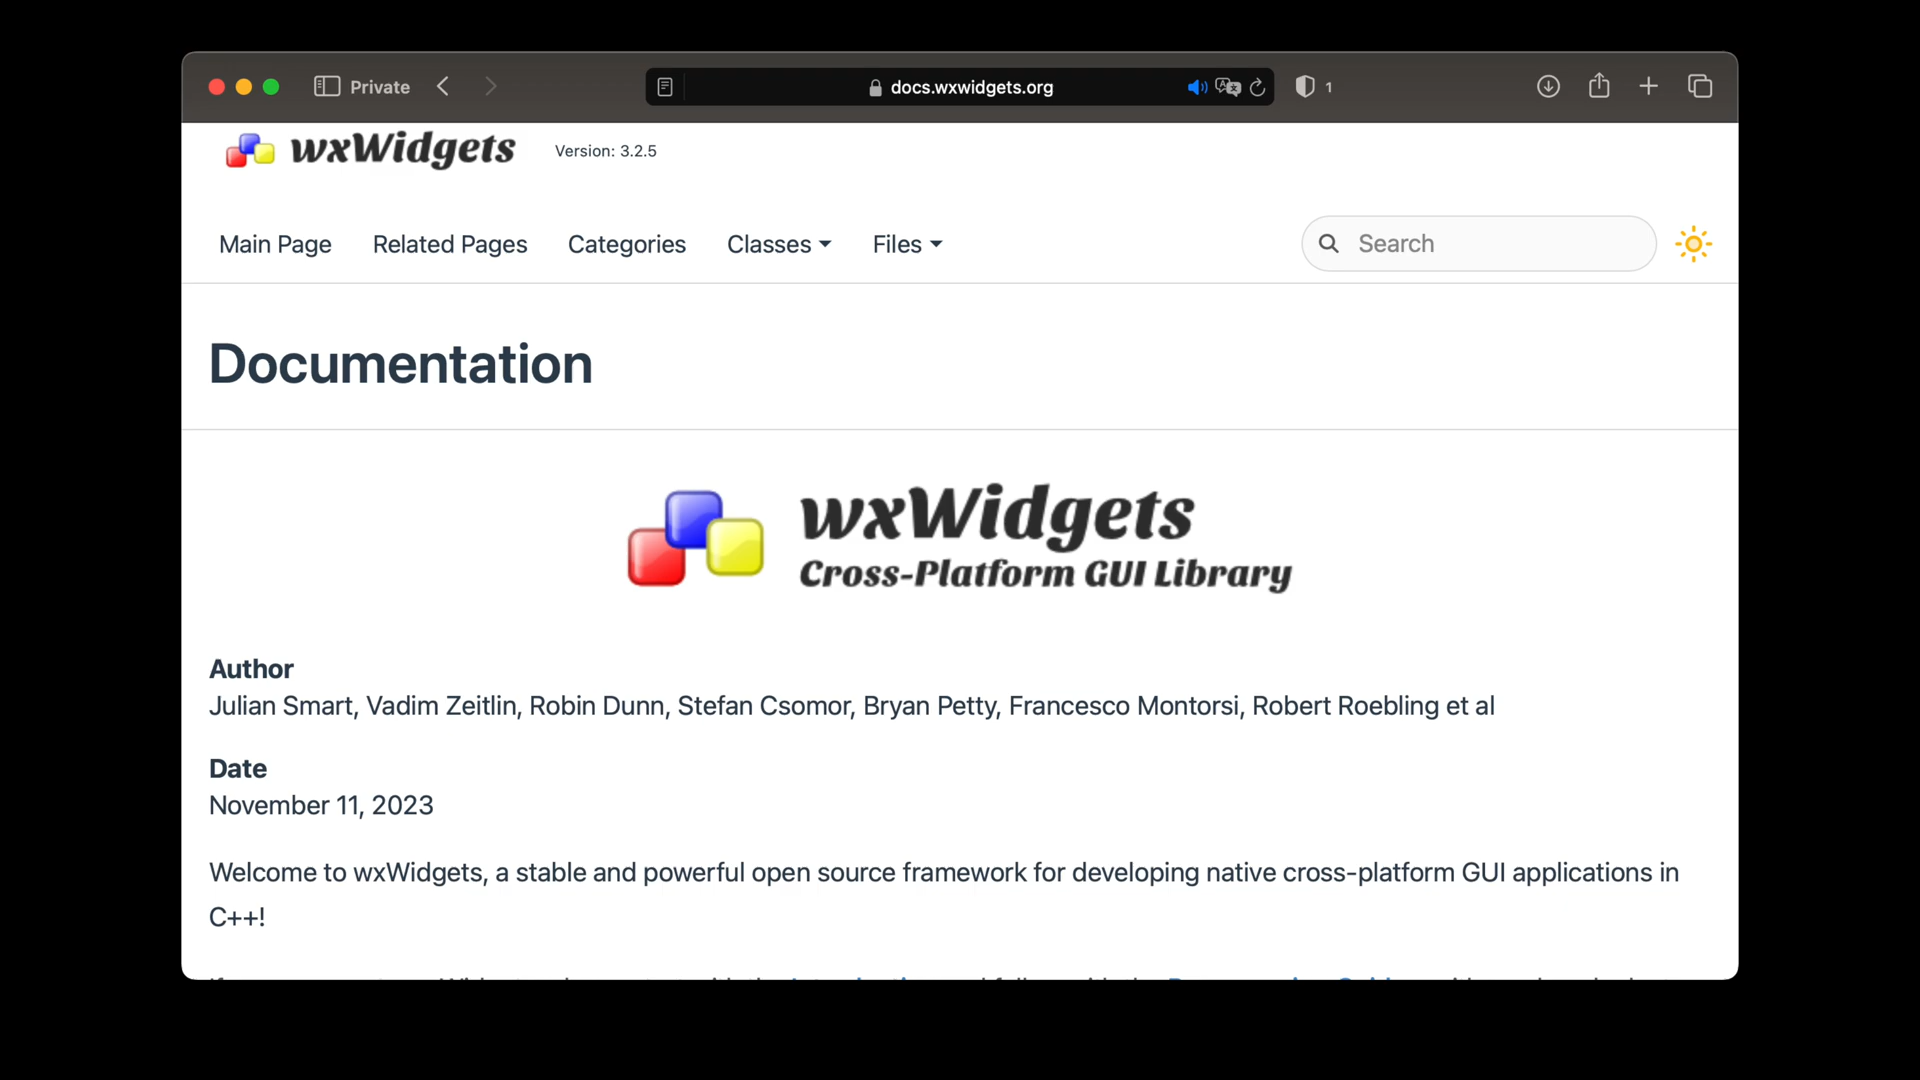 Private
docs.wxwidgets.org
1
wxWidgets
Version: 3.2.5
Main Page
Related Pages
Categories
Classes
Files
Search
Documentation
wxWidgets
Cross-Platform GUI Library
Author
Julian Smart, Vadim Zeitlin, Robin Dunn, Stefan Csomor, Bryan Petty, Francesco Montorsi, Robert Roebling et al
Date
November 11, 2023
Welcome to wxWidgets, a stable and powerful open source framework for developing native cross-platform GUI applications in
C++!